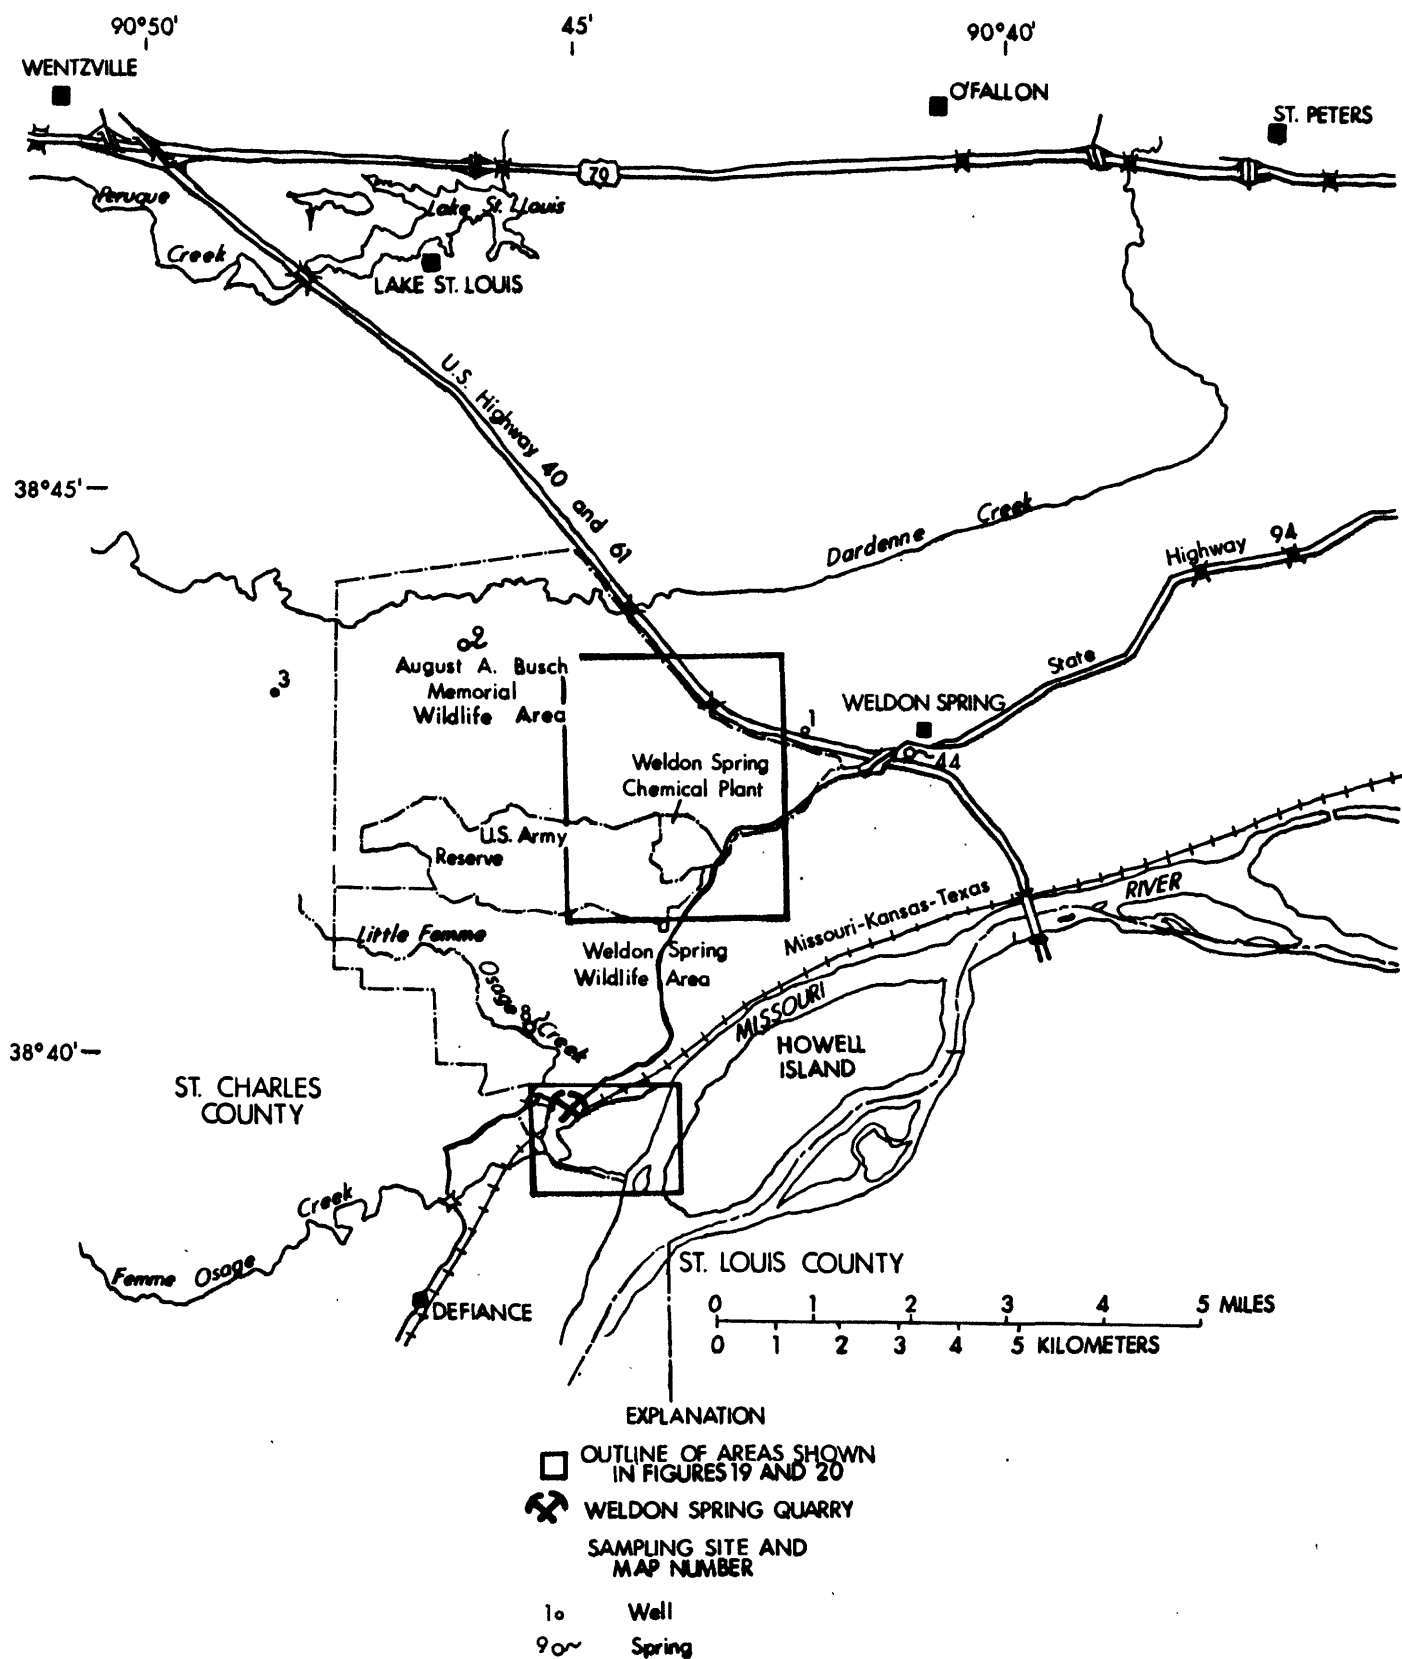 90°50'
45'
90°40'
WENTZVILLE
O'FALLON
ST. PETERS
70
Peruque
Creek
Lake St. Louis
LAKE ST. LOUIS
U.S. Highway 40 and 61
38°45'
Dardenne Creek
Highway 94
State
2
August A. Busch
Memorial
Wildlife Area
3
1
WELDON SPRING
44
Weldon Spring
Chemical Plant
U.S. Army
Reserve
Missouri-Kansas-Texas
RIVER
Little Femme
Osage
Creek
8
Weldon Spring
Wildlife Area
MISSOURI
HOWELL
ISLAND
38°40'
ST. CHARLES
COUNTY
Femme Osage Creek
DEFIANCE
ST. LOUIS COUNTY
0 1 2 3 4 5 MILES
0 1 2 3 4 5 KILOMETERS
EXPLANATION
OUTLINE OF AREAS SHOWN
IN FIGURES 19 AND 20
WELDON SPRING QUARRY
SAMPLING SITE AND
MAP NUMBER
1 Well
9 Spring